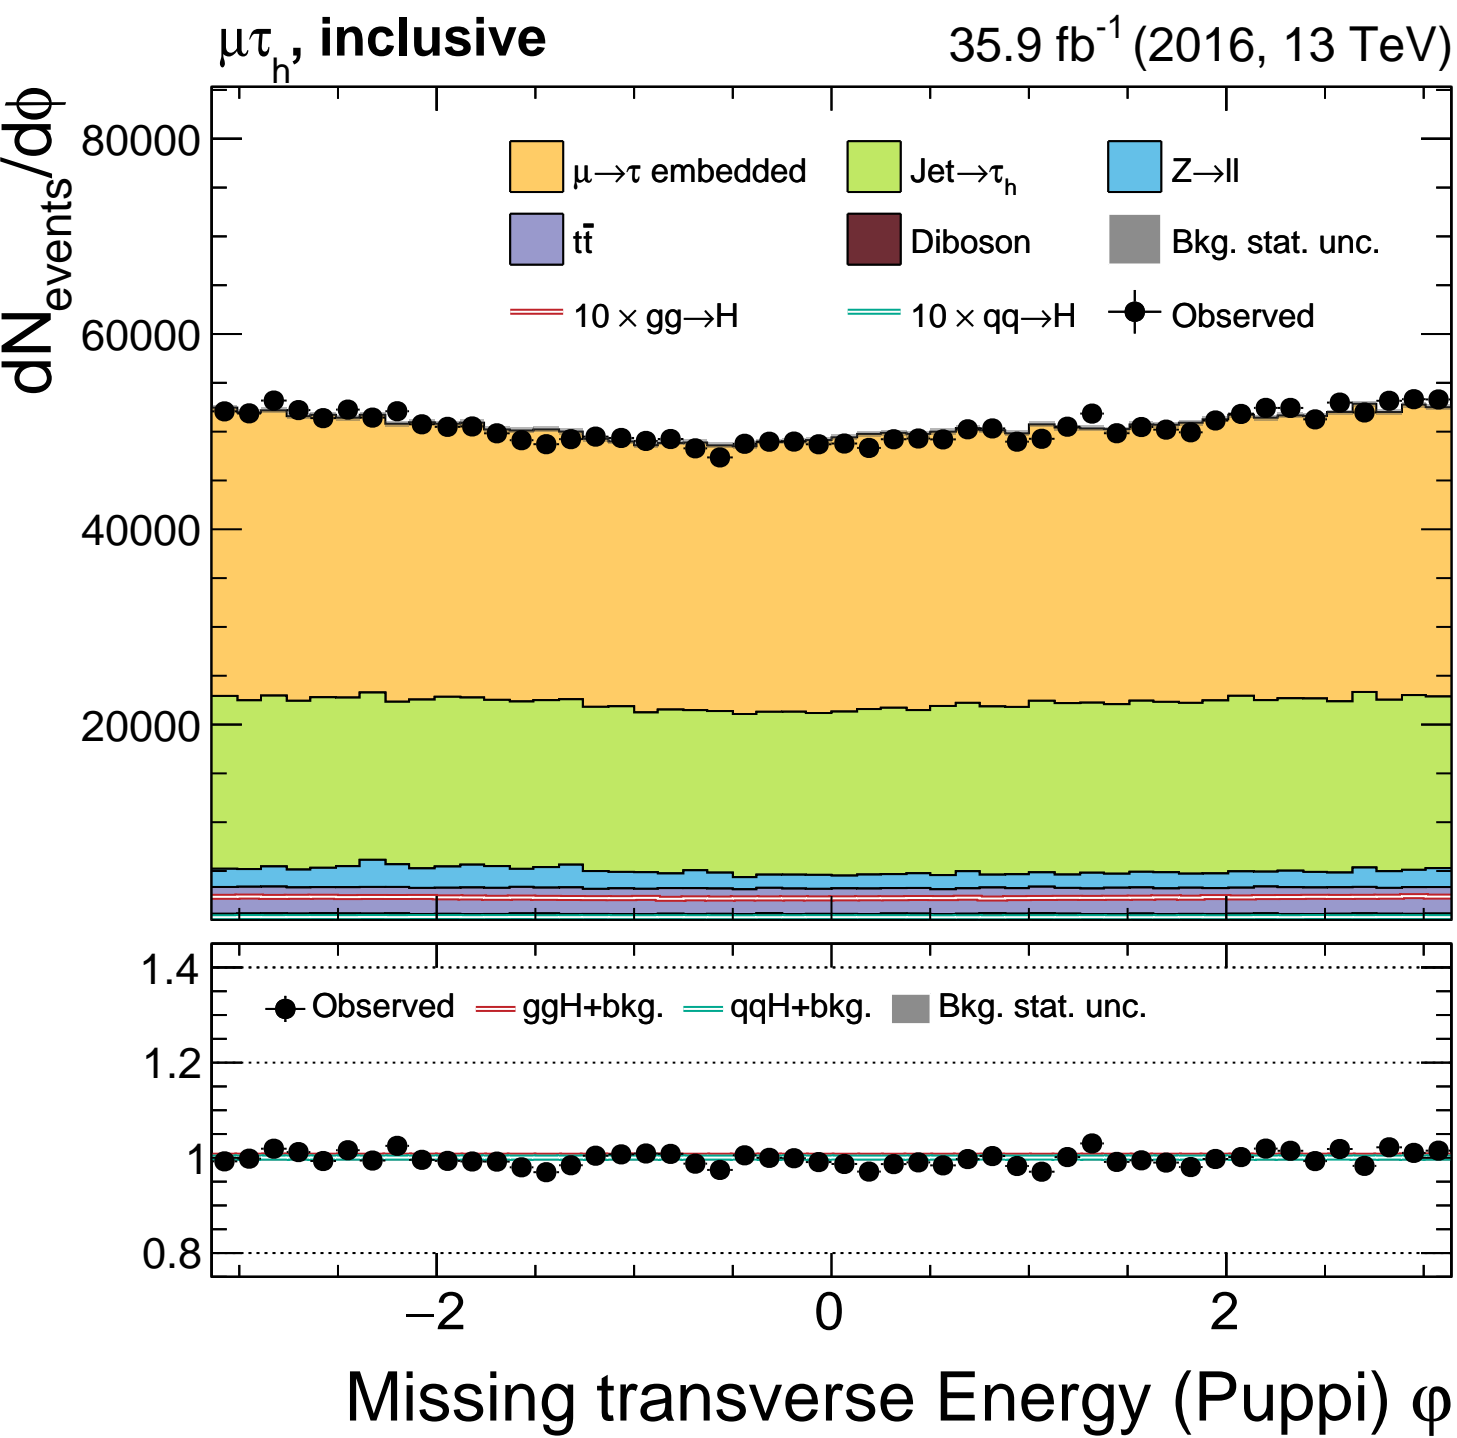 μτh, inclusive 35.9 fb-1 (2016, 13 TeV)
dNevents/dϕ
80000
60000
40000
20000
μ→τ embedded Jet→τh Z→ll
tt̄ Diboson Bkg. stat. unc.
10 × gg→H 10 × qq→H Observed
1.4
1.2
1
0.8
Observed ggH+bkg. qqH+bkg. Bkg. stat. unc.
−2 0 2
Missing transverse Energy (Puppi) φ